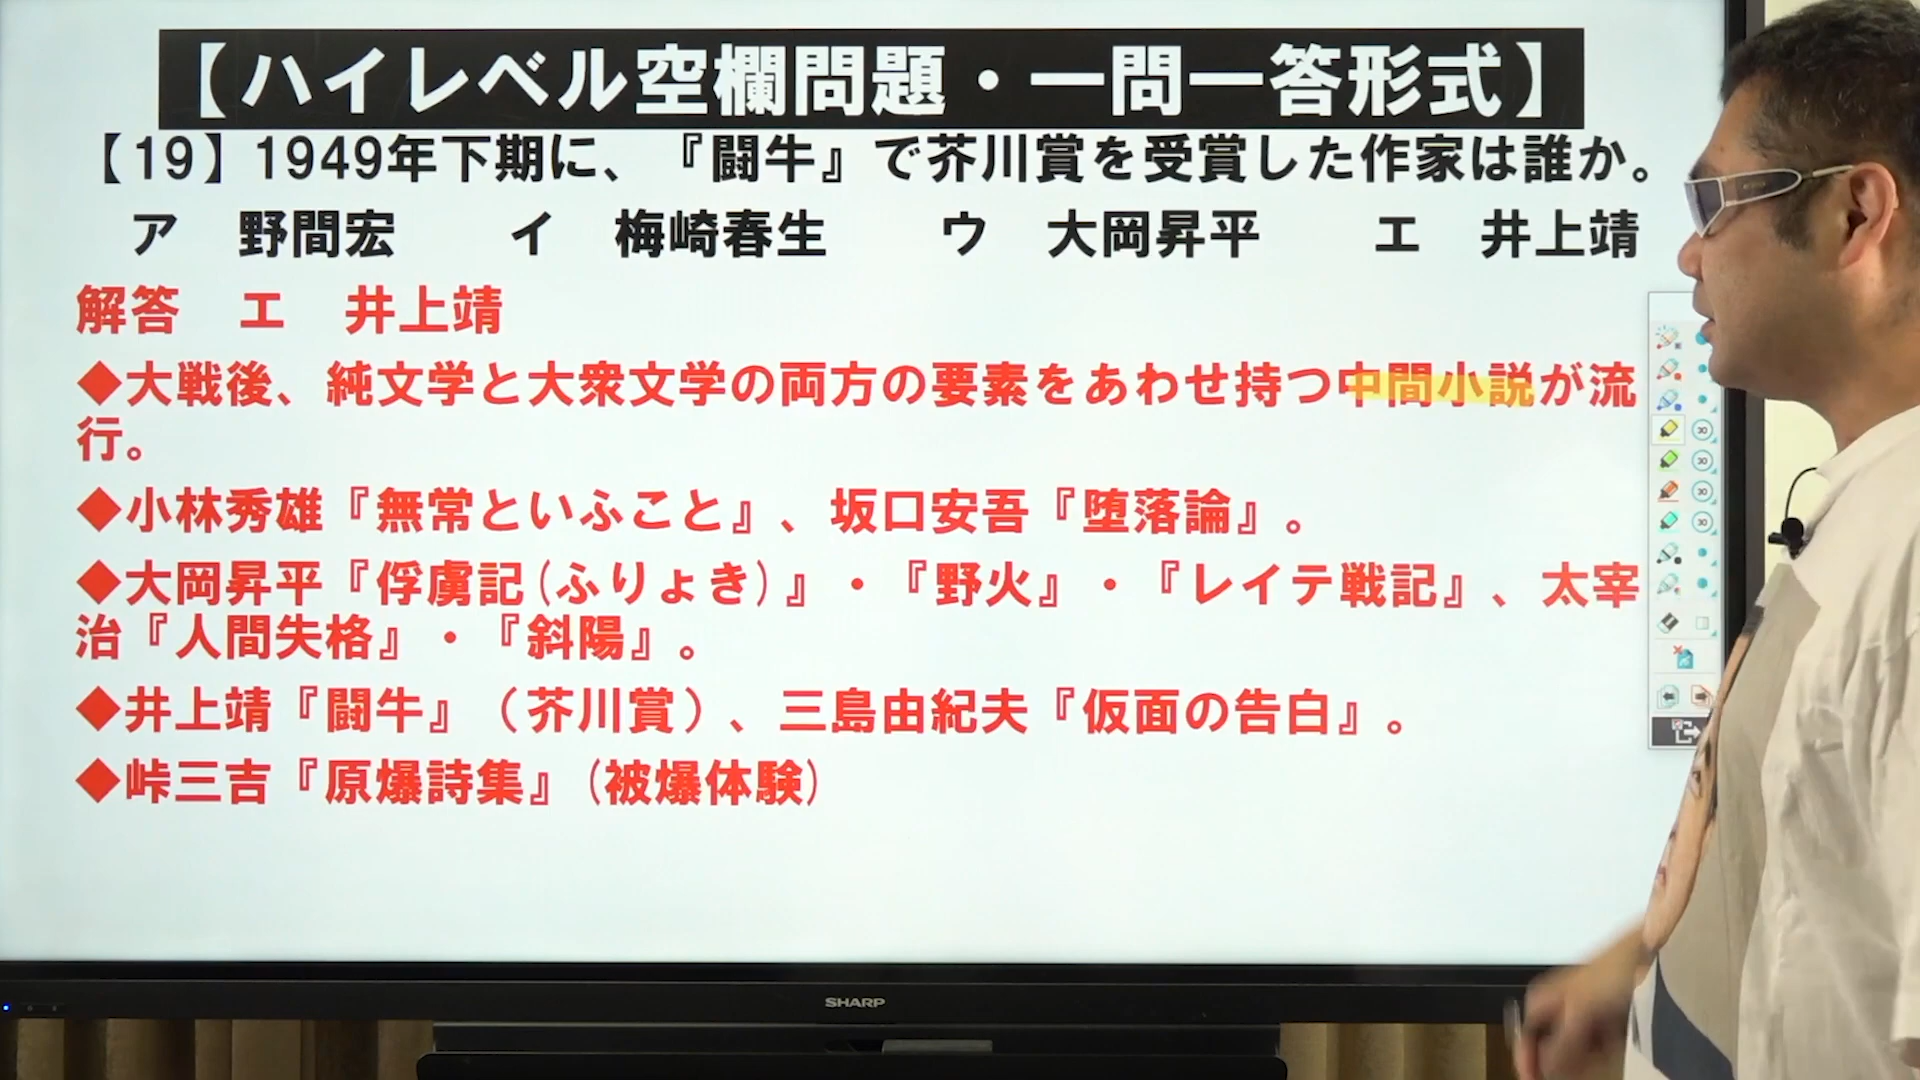 【ハイレベル空欄問題・一問一答形式】
【19】1949年下期に、『闘牛』で芥川賞を受賞した作家は誰か。
ア　野間宏　　イ　梅崎春生　　ウ　大岡昇平　　エ　井上靖
解答　エ　井上靖
◆大戦後、純文学と大衆文学の両方の要素をあわせ持つ中間小説が流
行。
◆小林秀雄『無常といふこと』、坂口安吾『堕落論』。
◆大岡昇平『俘虜記(ふりょき)』・『野火』・『レイテ戦記』、太宰
治『人間失格』・『斜陽』。
◆井上靖『闘牛』（芥川賞）、三島由紀夫『仮面の告白』。
◆峠三吉『原爆詩集』(被爆体験)
30
30
30
30
SHARP